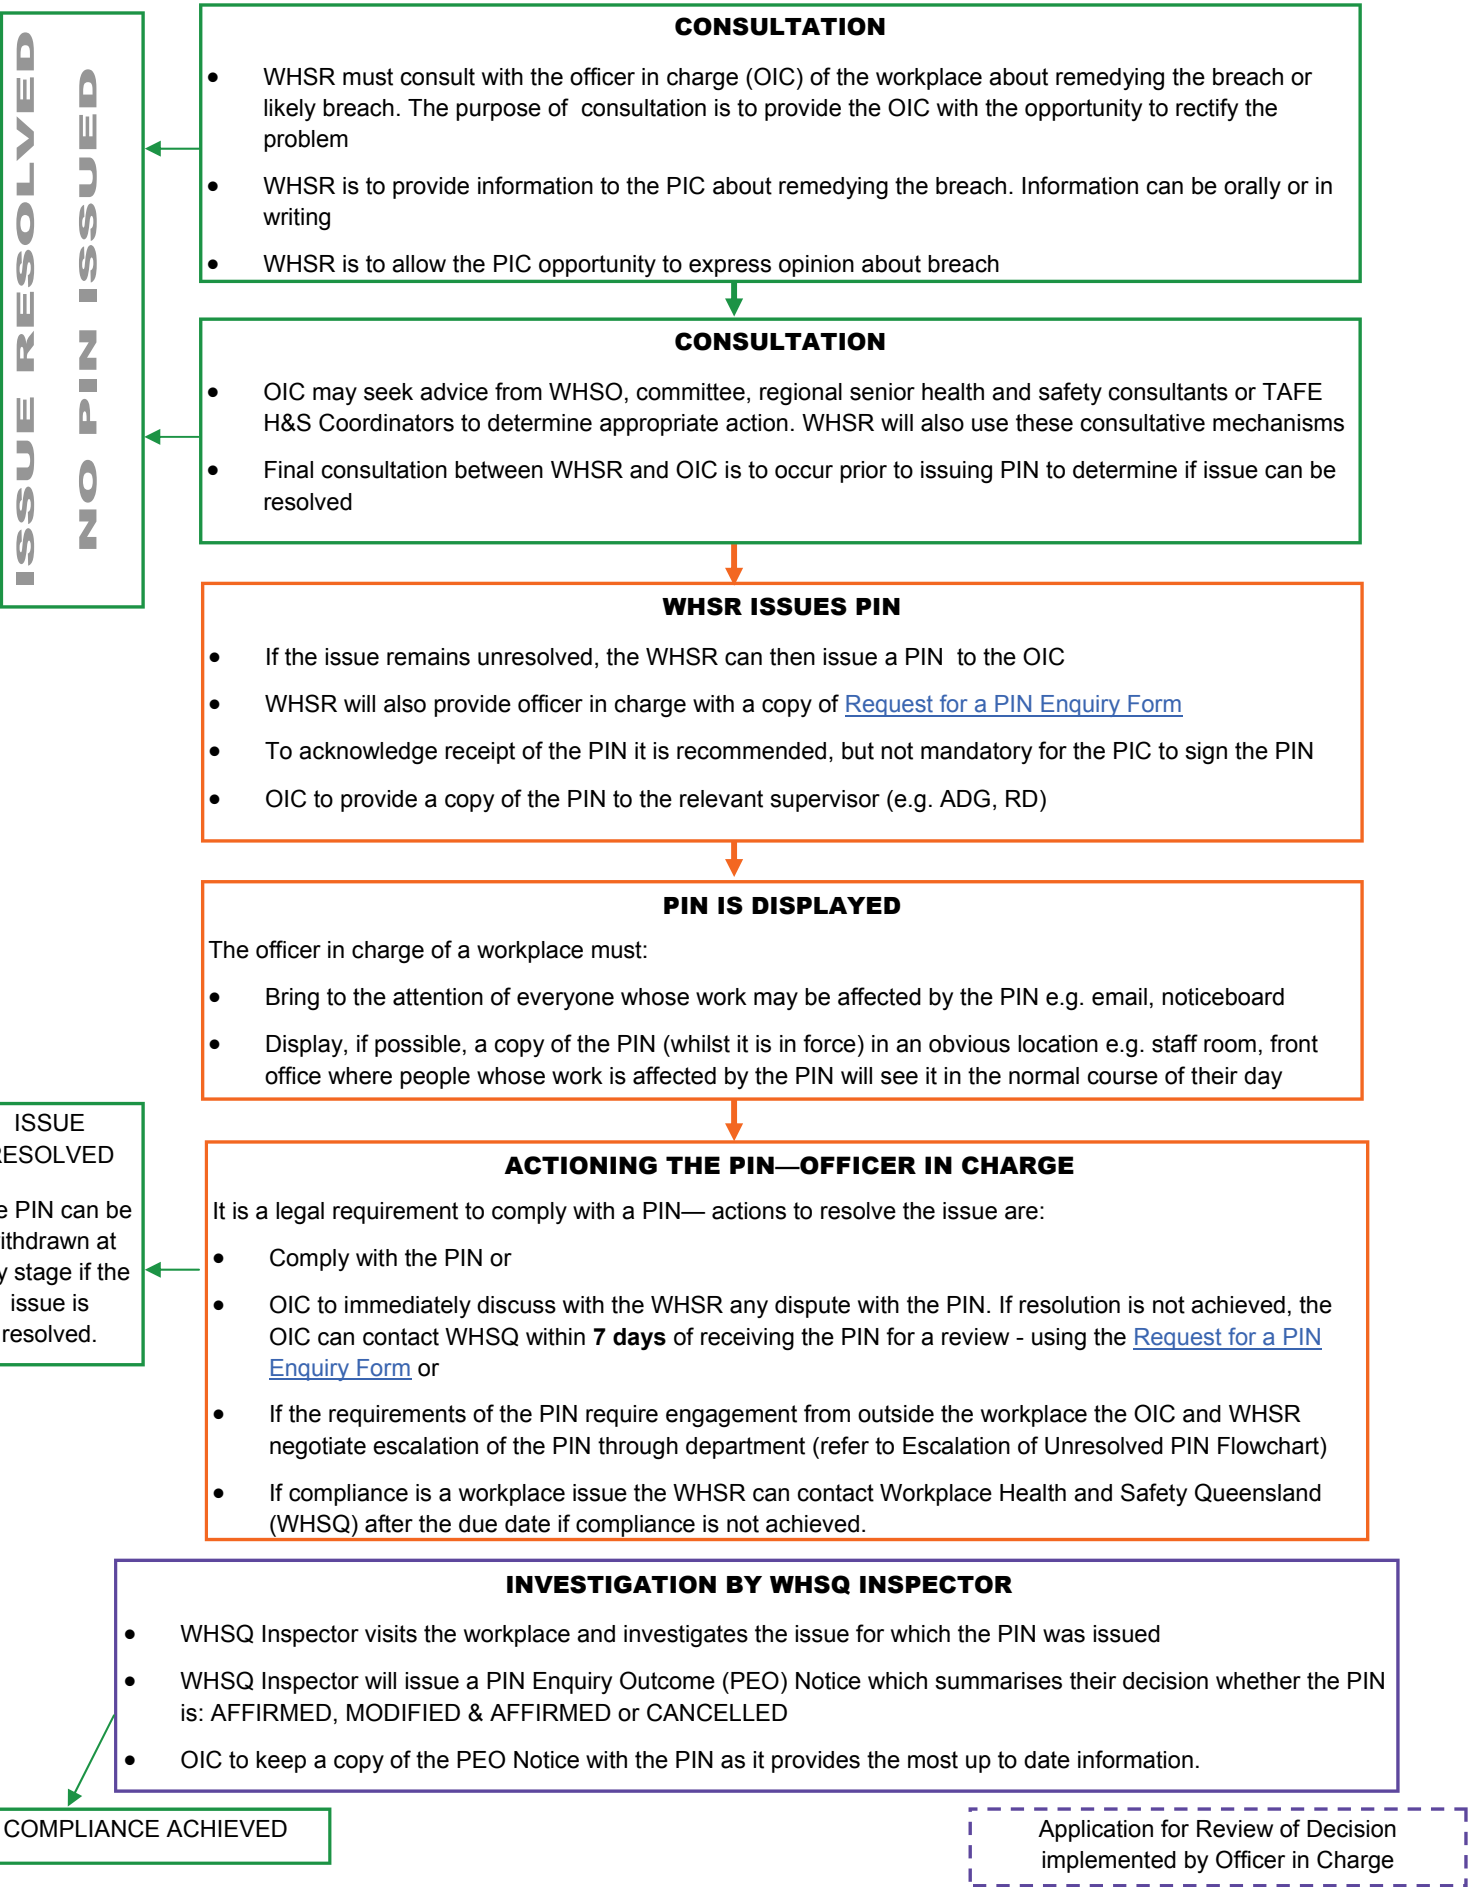 ISSUE RESOLVED
NO PIN ISSUED
CONSULTATION
• WHSR must consult with the officer in charge (OIC) of the workplace about remedying the breach or
likely breach. The purpose of consultation is to provide the OIC with the opportunity to rectify the
problem
• WHSR is to provide information to the PIC about remedying the breach. Information can be orally or in
writing
• WHSR is to allow the PIC opportunity to express opinion about breach
CONSULTATION
• OIC may seek advice from WHSO, committee, regional senior health and safety consultants or TAFE
H&S Coordinators to determine appropriate action. WHSR will also use these consultative mechanisms
• Final consultation between WHSR and OIC is to occur prior to issuing PIN to determine if issue can be
resolved
WHSR ISSUES PIN
• If the issue remains unresolved, the WHSR can then issue a PIN to the OIC
• WHSR will also provide officer in charge with a copy of Request for a PIN Enquiry Form
• To acknowledge receipt of the PIN it is recommended, but not mandatory for the PIC to sign the PIN
• OIC to provide a copy of the PIN to the relevant supervisor (e.g. ADG, RD)
PIN IS DISPLAYED
The officer in charge of a workplace must:
• Bring to the attention of everyone whose work may be affected by the PIN e.g. email, noticeboard
• Display, if possible, a copy of the PIN (whilst it is in force) in an obvious location e.g. staff room, front
office where people whose work is affected by the PIN will see it in the normal course of their day
ISSUE
RESOLVED
PIN can be
withdrawn at
stage if the
issue is
resolved.
ACTIONING THE PIN—OFFICER IN CHARGE
It is a legal requirement to comply with a PIN— actions to resolve the issue are:
• Comply with the PIN or
• OIC to immediately discuss with the WHSR any dispute with the PIN. If resolution is not achieved, the
OIC can contact WHSQ within 7 days of receiving the PIN for a review - using the Request for a PIN
Enquiry Form or
• If the requirements of the PIN require engagement from outside the workplace the OIC and WHSR
negotiate escalation of the PIN through department (refer to Escalation of Unresolved PIN Flowchart)
• If compliance is a workplace issue the WHSR can contact Workplace Health and Safety Queensland
(WHSQ) after the due date if compliance is not achieved.
INVESTIGATION BY WHSQ INSPECTOR
• WHSQ Inspector visits the workplace and investigates the issue for which the PIN was issued
• WHSQ Inspector will issue a PIN Enquiry Outcome (PEO) Notice which summarises their decision whether the PIN
is: AFFIRMED, MODIFIED & AFFIRMED or CANCELLED
• OIC to keep a copy of the PEO Notice with the PIN as it provides the most up to date information.
COMPLIANCE ACHIEVED
Application for Review of Decision
implemented by Officer in Charge